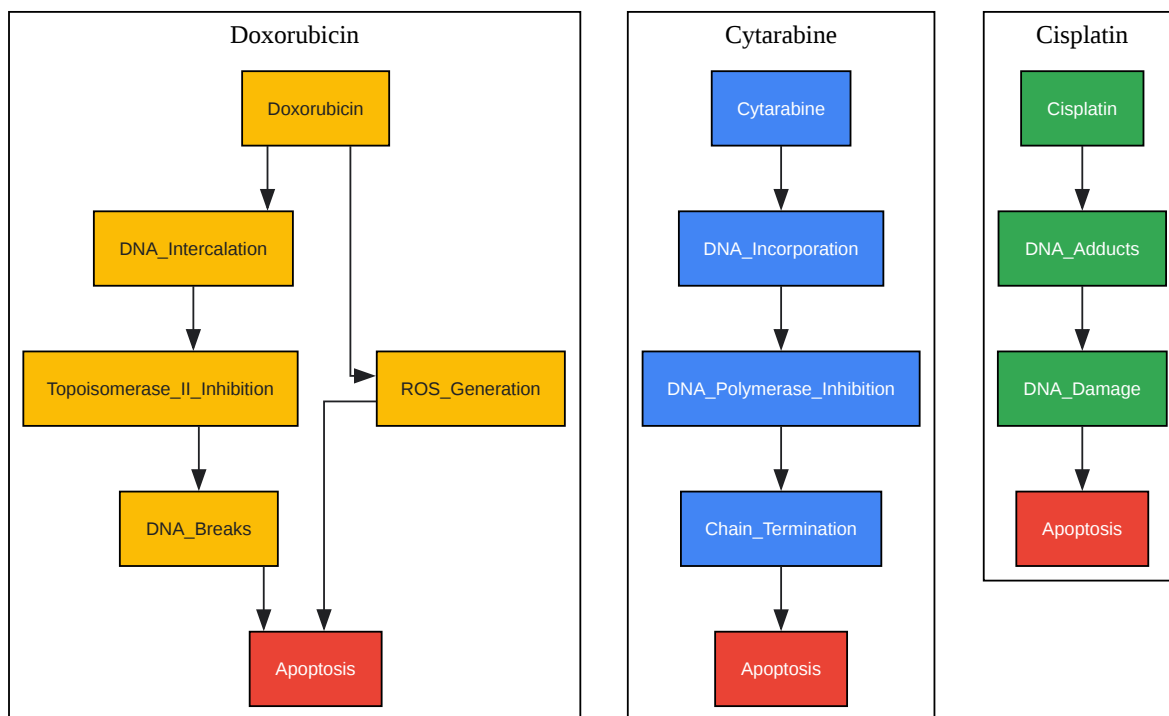 Doxorubicin
Doxorubicin
DNA_Intercalation
Topoisomerase_II_Inhibition
ROS_Generation
DNA_Breaks
Apoptosis
Cytarabine
Cytarabine
DNA_Incorporation
DNA_Polymerase_Inhibition
Chain_Termination
Apoptosis
Cisplatin
Cisplatin
DNA_Adducts
DNA_Damage
Apoptosis